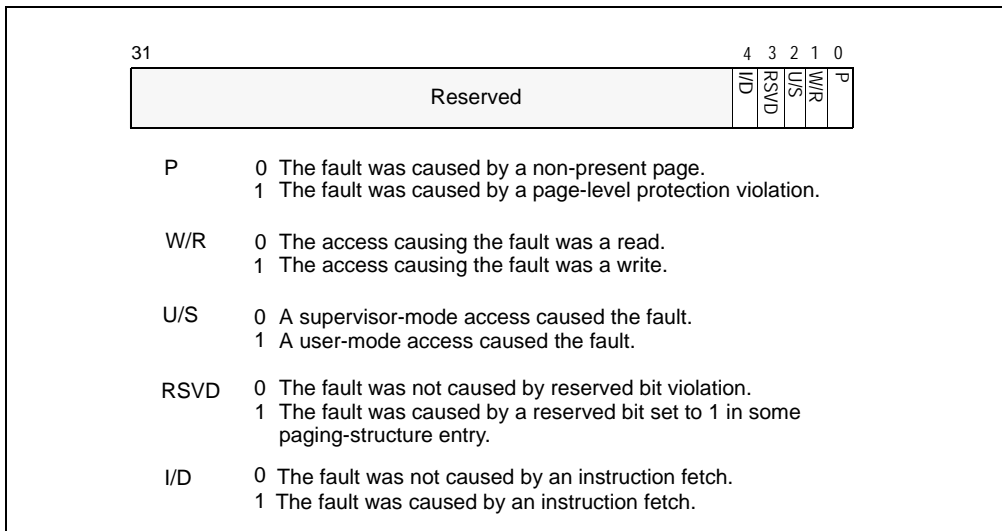 31 4 3 2 1 0
Reserved I/D RSVD U/S W/R P
P 0 The fault was caused by a non-present page.
1 The fault was caused by a page-level protection violation.
W/R 0 The access causing the fault was a read.
1 The access causing the fault was a write.
U/S 0 A supervisor-mode access caused the fault.
1 A user-mode access caused the fault.
RSVD 0 The fault was not caused by reserved bit violation.
1 The fault was caused by a reserved bit set to 1 in some
paging-structure entry.
I/D 0 The fault was not caused by an instruction fetch.
1 The fault was caused by an instruction fetch.